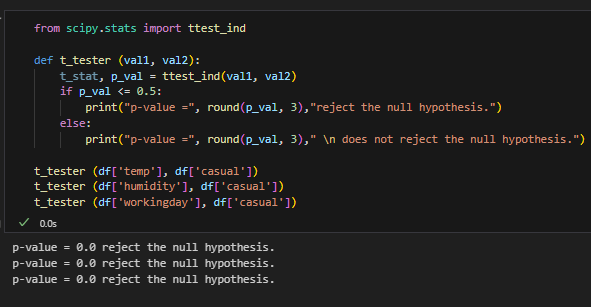 from scipy.stats import ttest_ind
def t_tester (val1, val2):
t_stat, p_val = ttest_ind(val1, val2)
if p_val <= 0.5:
print("p-value =", round(p_val, 3),"reject the null hypothesis.")
else:
print("p-value =", round(p_val, 3)," \n does not reject the null hypothesis.")
t_tester (df['temp'], df['casual'])
t_tester (df['humidity'], df['casual'])
t_tester (df['workingday'], df['casual'])
0.0s
p-value = 0.0 reject the null hypothesis.
p-value = 0.0 reject the null hypothesis.
p-value = 0.0 reject the null hypothesis.